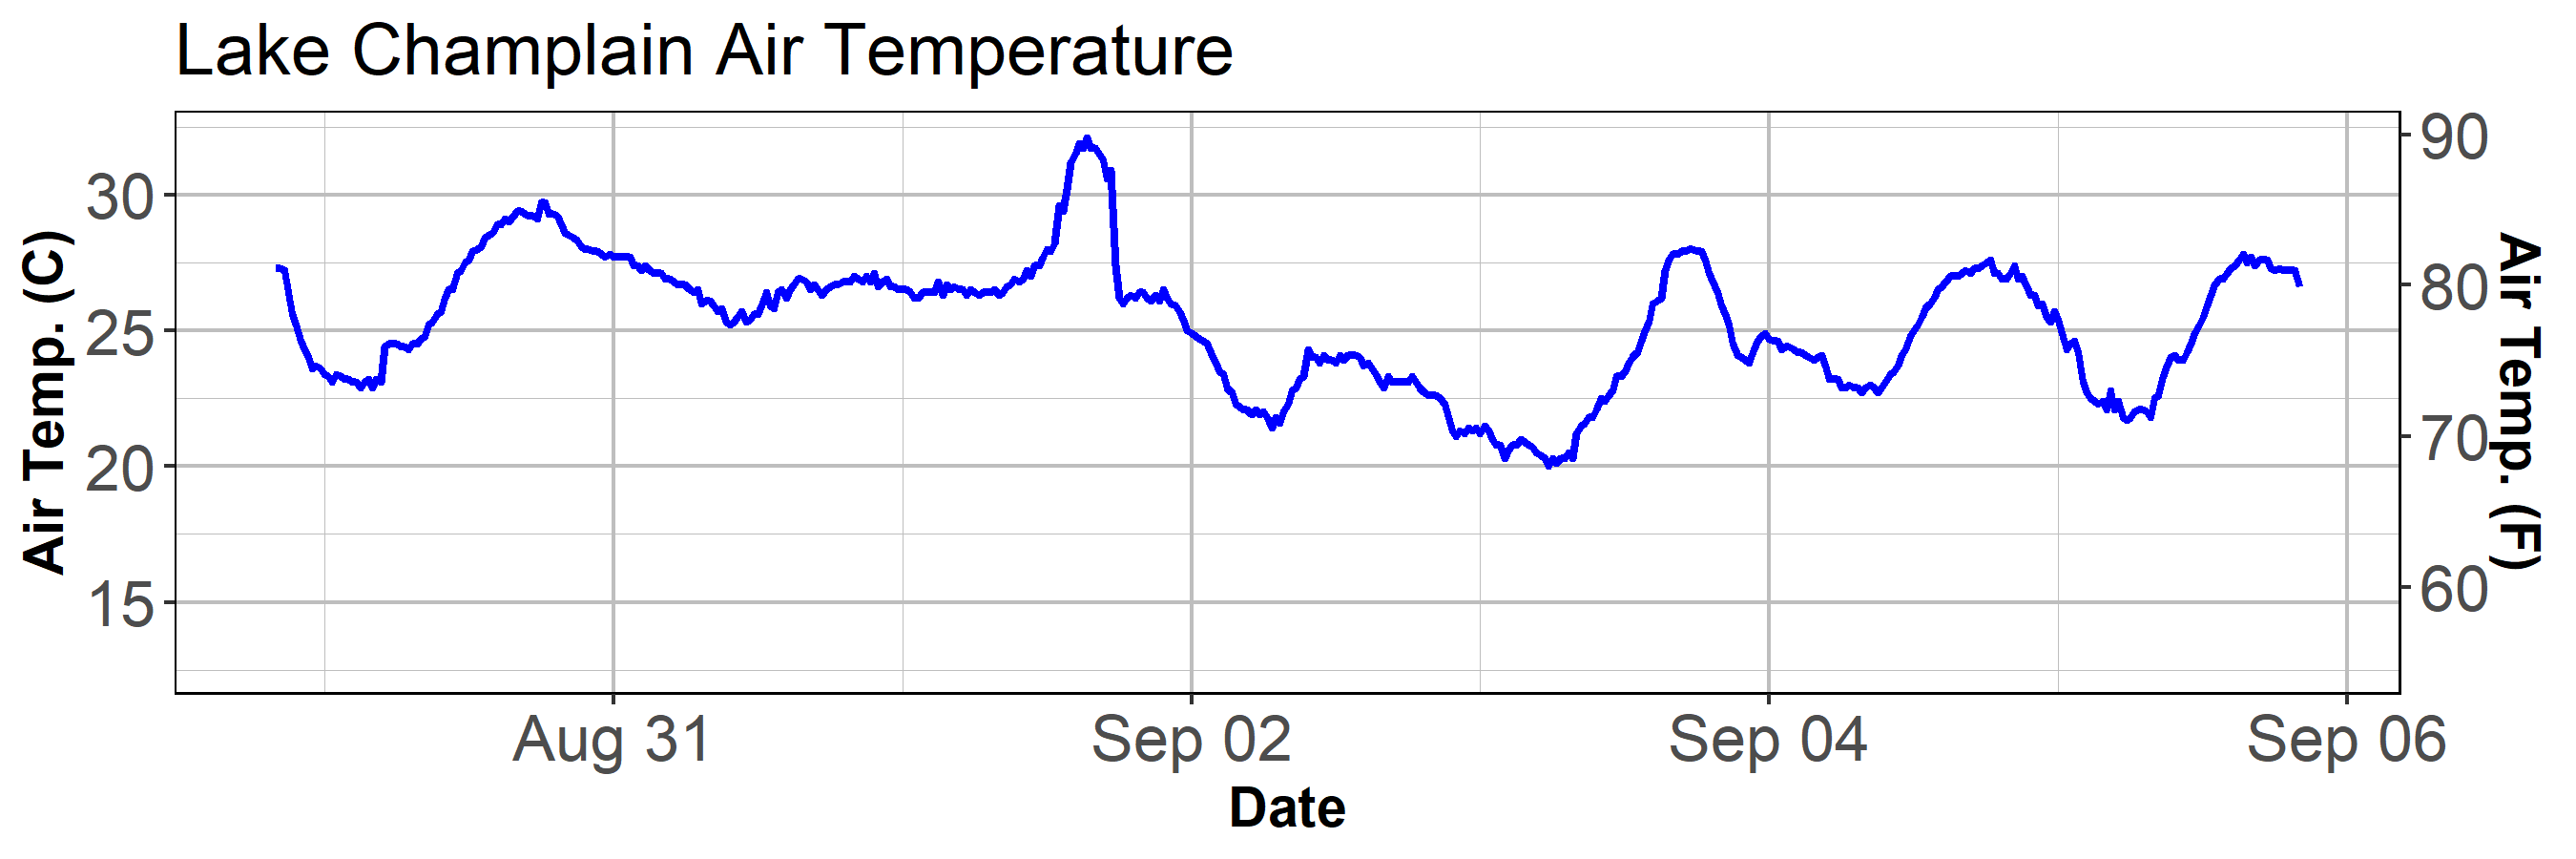 Lake Champlain Air Temperature
Air Temp. (C)
30
25
20
15
90
80
70
60
Air Temp. (F)
Aug 31
Sep 02
Sep 04
Sep 06
Date